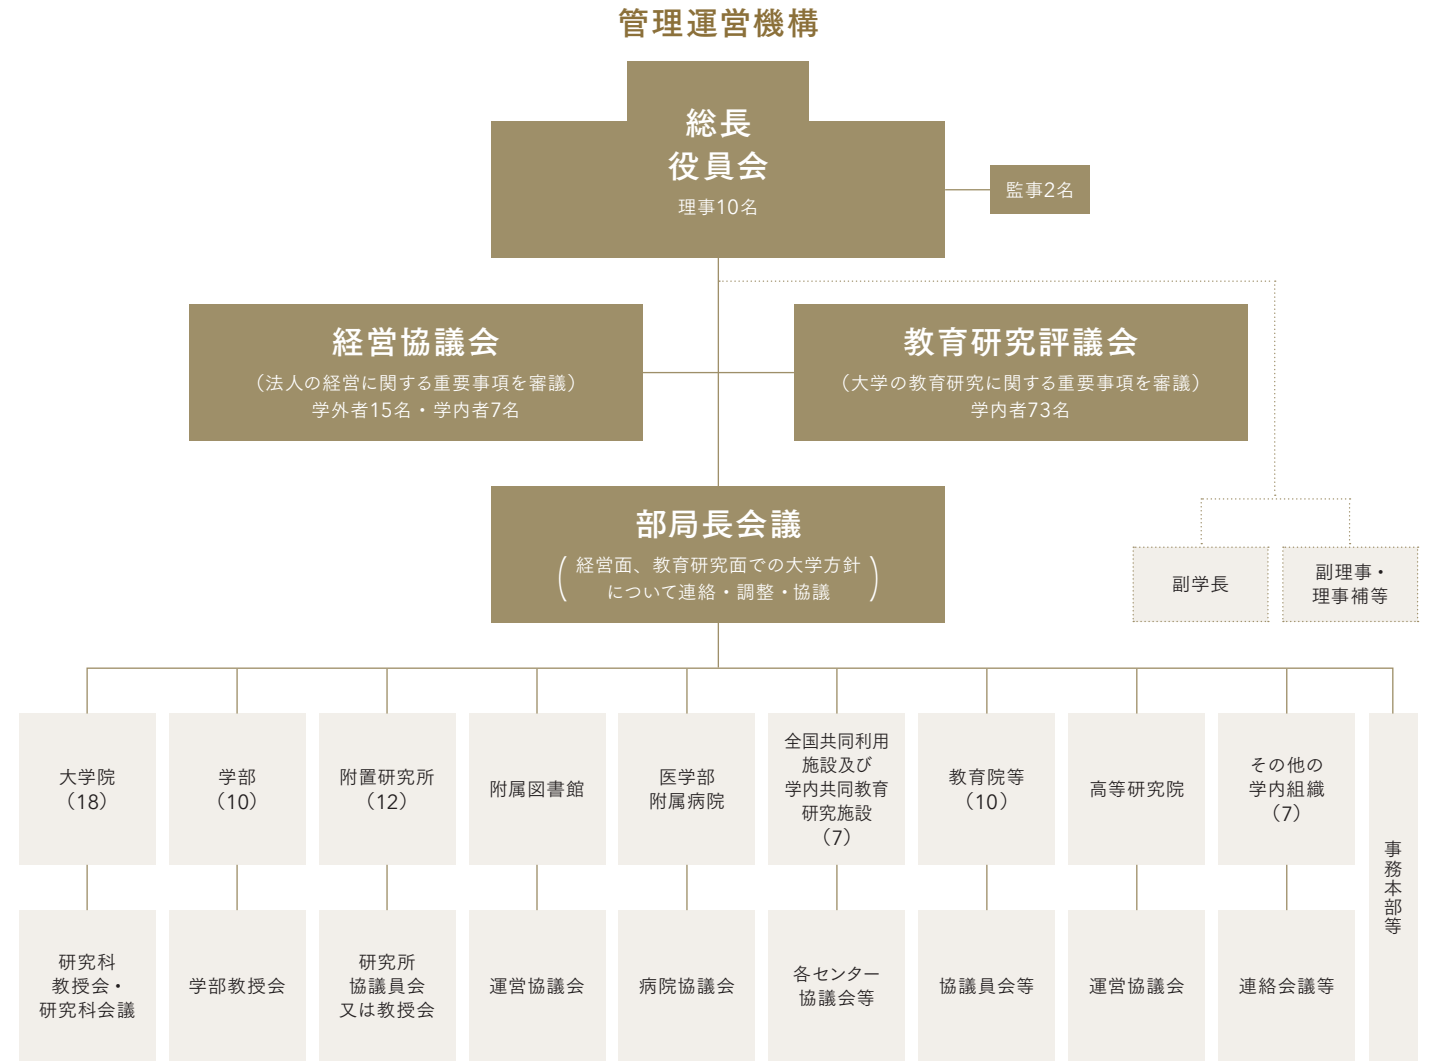 管理運営機構
総長
役員会
理事10名
監事2名
経営協議会
（法人の経営に関する重要事項を審議）
学外者15名・学内者7名
教育研究評議会
（大学の教育研究に関する重要事項を審議）
学内者73名
部局長会議
（経営面、教育研究面での大学方針
について連絡・調整・協議）
副学長
副理事・
理事補等
大学院
（18）
学部
（10）
附置研究所
（12）
附属図書館
医学部
附属病院
全国共同利用
施設及び
学内共同教育
研究施設
（7）
教育院等
（10）
高等研究院
その他の
学内組織
（7）
事務本部等
研究科
教授会・
研究科会議
学部教授会
研究所
協議員会
又は教授会
運営協議会
病院協議会
各センター
協議会等
協議員会等
運営協議会
連絡会議等